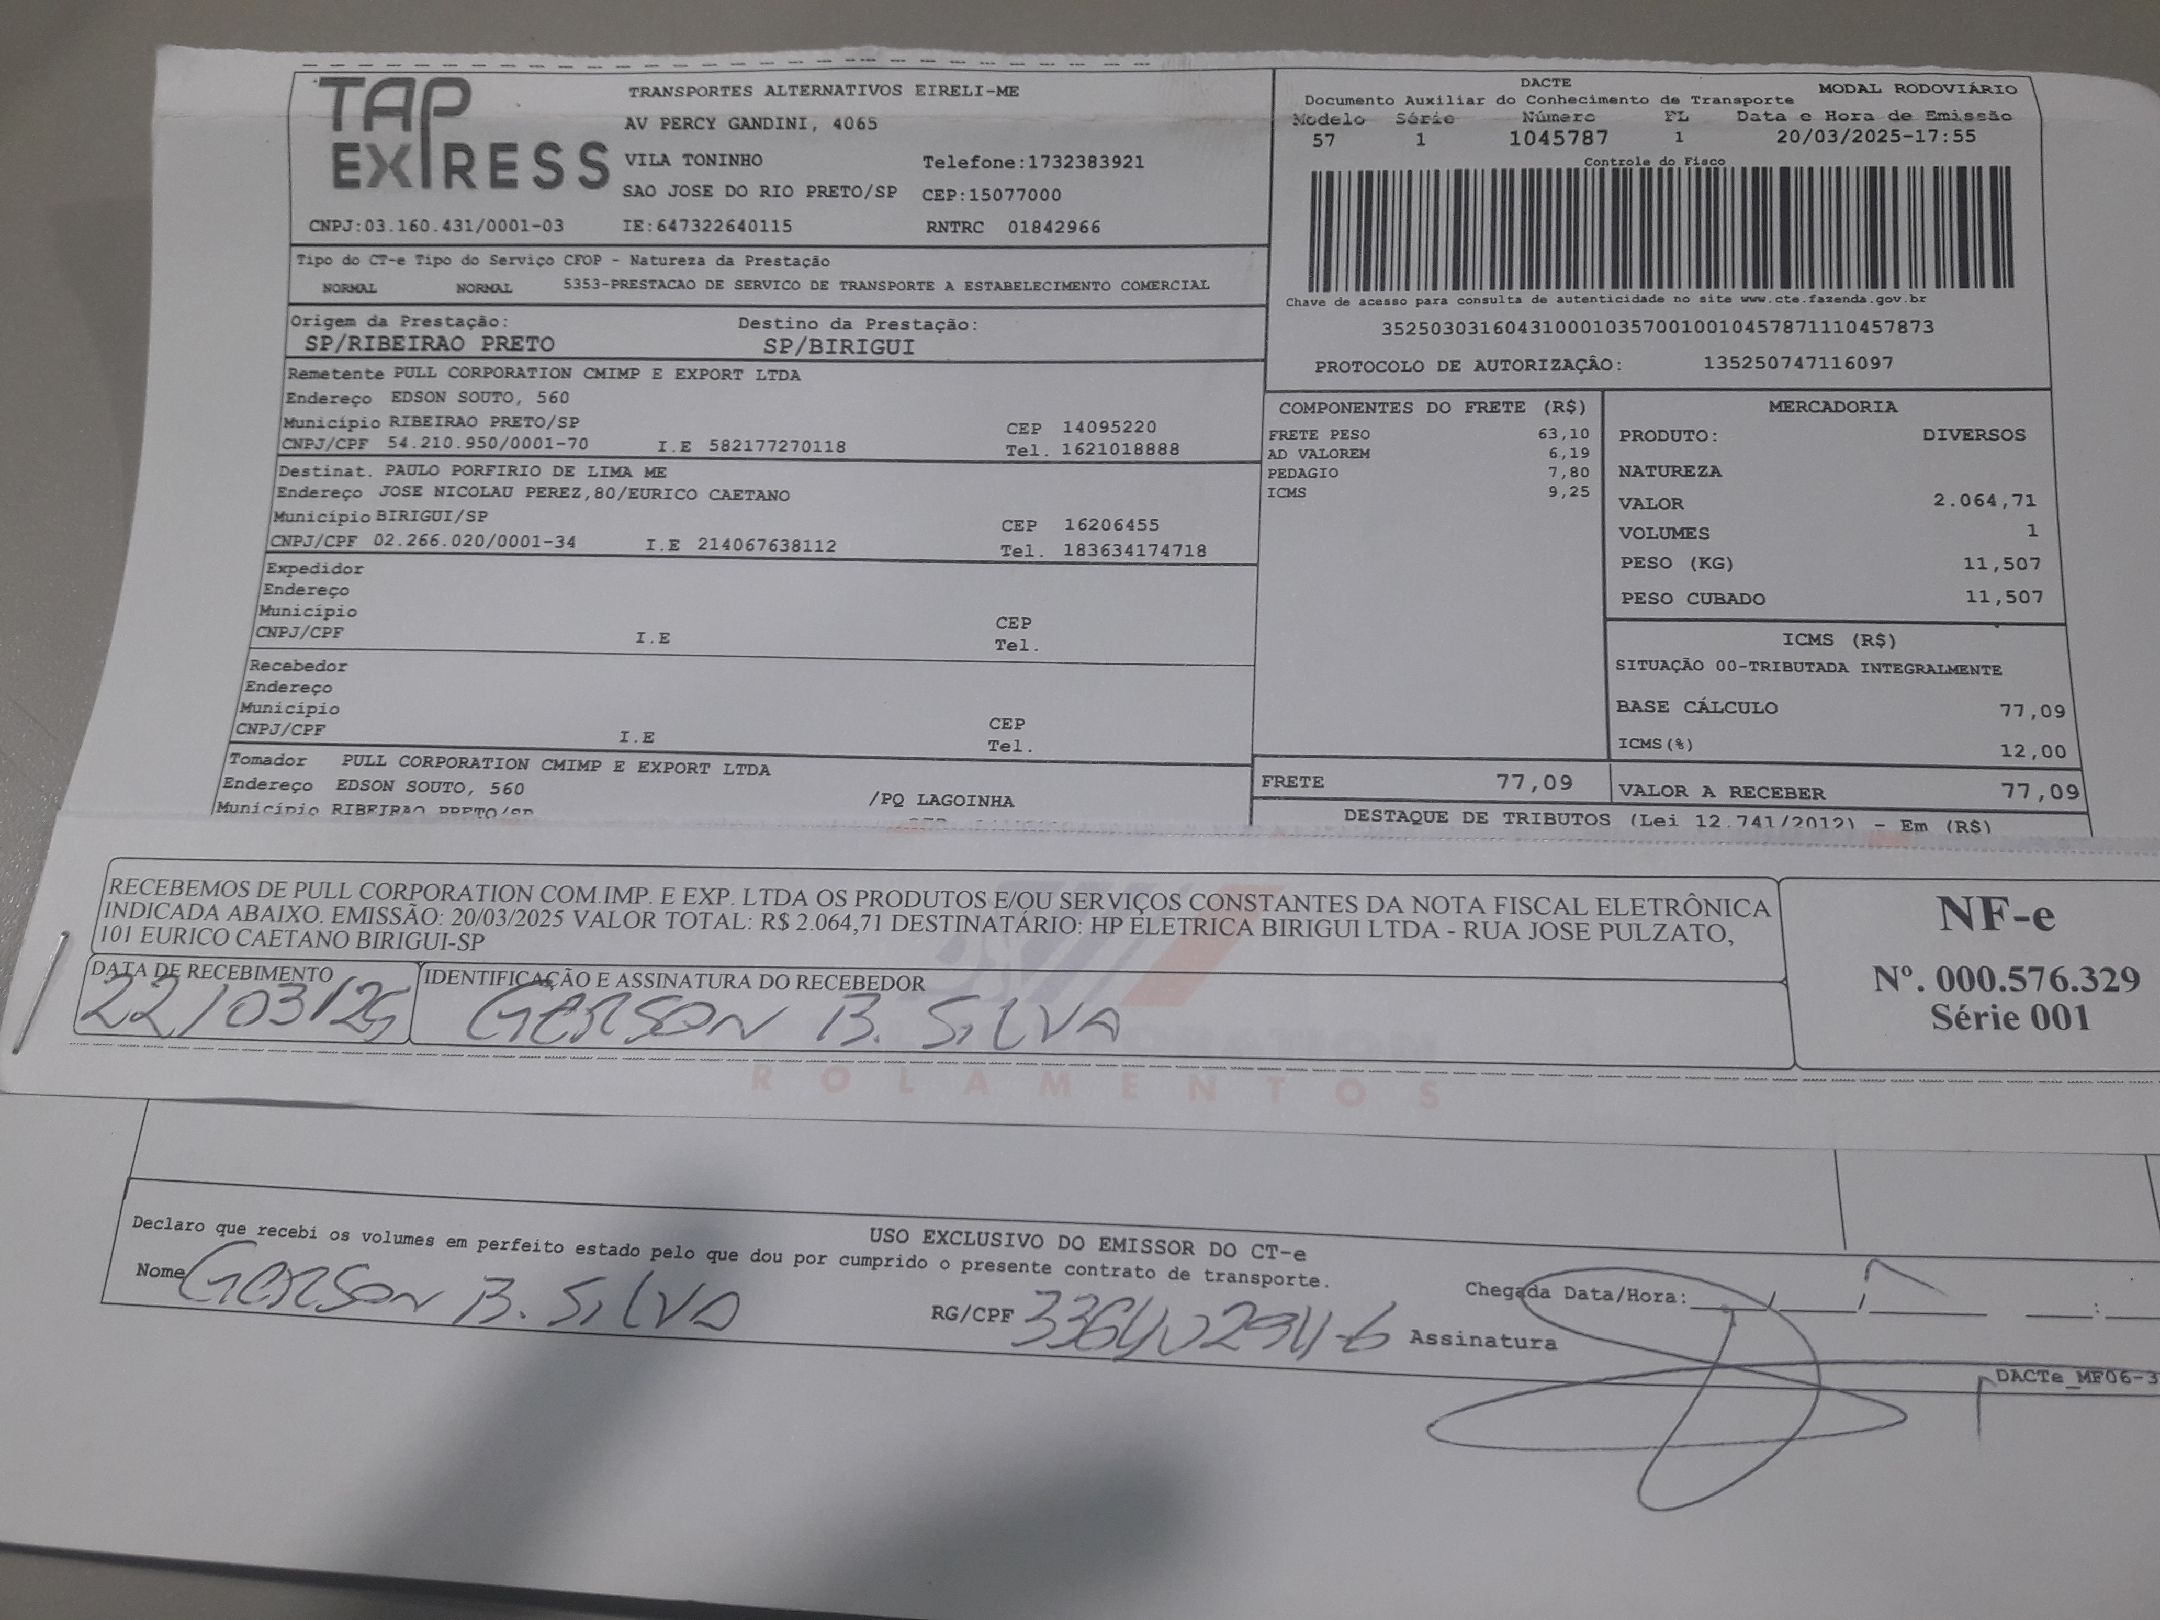 TAP EXPRESS
TRANSPORTES ALTERNATIVOS EIRELI-ME
AV PERCY GANDINI, 4065
VILA TONINHO Telefone:1732383921
SAO JOSE DO RIO PRETO/SP CEP:15077000
CNPJ:03.160.431/0001-03 IE:647322640115 RNTRC 01842966
DACTE MODAL RODOVIÁRIO
Documento Auxiliar do Conhecimento de Transporte
Modelo Série Número FL Data e Hora de Emissão
57 1 1045787 1 20/03/2025-17:55
Controle do Fisco
Chave de acesso para consulta de autenticidade no site www.cte.fazenda.gov.br
35250303160431000103570010010457871110457873
PROTOCOLO DE AUTORIZAÇÂO: 135250747116097
Tipo do CT-e Tipo do Serviço CFOP - Natureza da Prestação
NORMAL NORMAL 5353-PRESTACAO DE SERVICO DE TRANSPORTE A ESTABELECIMENTO COMERCIAL
Origem da Prestação: Destino da Prestação:
SP/RIBEIRAO PRETO SP/BIRIGUI
Remetente PULL CORPORATION CMIMP E EXPORT LTDA
Endereço EDSON SOUTO, 560
Município RIBEIRAO PRETO/SP CEP 14095220
CNPJ/CPF 54.210.950/0001-70 I.E 582177270118 Tel. 1621018888
Destinat. PAULO PORFIRIO DE LIMA ME
Endereço JOSE NICOLAU PEREZ,80/EURICO CAETANO
Município BIRIGUI/SP CEP 16206455
CNPJ/CPF 02.266.020/0001-34 I.E 214067638112 Tel. 183634174718
Expedidor
Endereço
Município CEP
CNPJ/CPF I.E Tel.
Recebedor
Endereço
Município CEP
CNPJ/CPF I.E Tel.
Tomador PULL CORPORATION CMIMP E EXPORT LTDA
Endereço EDSON SOUTO, 560 /PQ LAGOINHA
Município RIBEIRAO PRETO/SP
COMPONENTES DO FRETE (R$)
FRETE PESO 63,10
AD VALOREM 6,19
PEDAGIO 7,80
ICMS 9,25
FRETE 77,09
MERCADORIA
PRODUTO: DIVERSOS
NATUREZA
VALOR 2.064,71
VOLUMES 1
PESO (KG) 11,507
PESO CUBADO 11,507
ICMS (R$)
SITUAÇÃO 00-TRIBUTADA INTEGRALMENTE
BASE CÁLCULO 77,09
ICMS(%) 12,00
VALOR A RECEBER 77,09
DESTAQUE DE TRIBUTOS (Lei 12.741/2012) - Em (R$)
RECEBEMOS DE PULL CORPORATION COM.IMP. E EXP. LTDA OS PRODUTOS E/OU SERVIÇOS CONSTANTES DA NOTA FISCAL ELETRÔNICA
INDICADA ABAIXO. EMISSÃO: 20/03/2025 VALOR TOTAL: R$ 2.064,71 DESTINATÁRIO: HP ELETRICA BIRIGUI LTDA - RUA JOSE PULZATO,
101 EURICO CAETANO BIRIGUI-SP
DATA DE RECEBIMENTO IDENTIFICAÇÃO E ASSINATURA DO RECEBEDOR
22/03/25 GERSON B. SILVA
NF-e
Nº. 000.576.329
Série 001
ROLAMENTOS
USO EXCLUSIVO DO EMISSOR DO CT-e
Declaro que recebi os volumes em perfeito estado pelo que dou por cumprido o presente contrato de transporte.
Nome GERSON B. SILVA RG/CPF Chegada Data/Hora: __/__/____ __:
Assinatura
DACTe_MF06-3